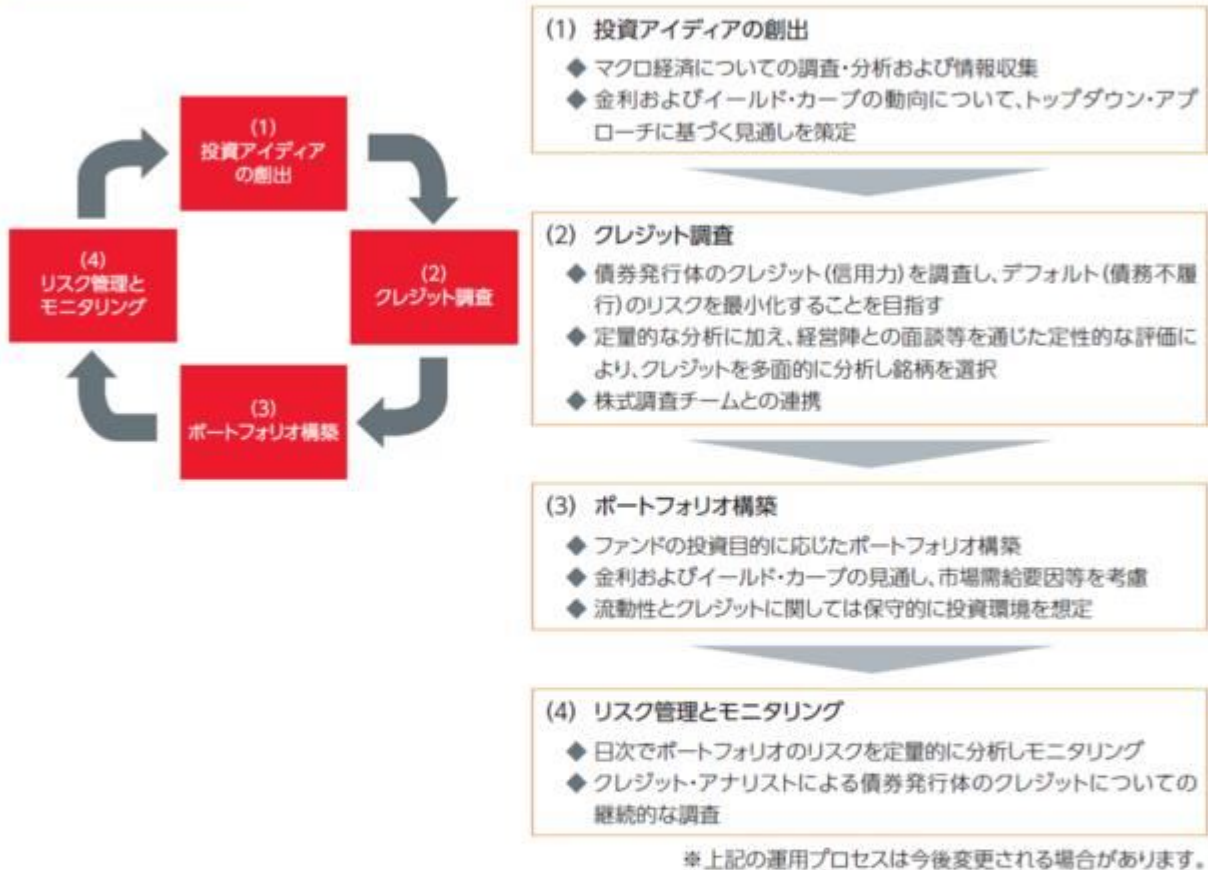 (1)
投資アイディア
の創出
(2)
クレジット調査
(3)
ポートフォリオ構築
(4)
リスク管理と
モニタリング
(1) 投資アイディアの創出
◆ マクロ経済についての調査・分析および情報収集
◆ 金利およびイールド・カーブの動向について、トップダウン・アプ
ローチに基づく見通しを策定
(2) クレジット調査
◆ 債券発行体のクレジット(信用力)を調査し、デフォルト(債務不履
行)のリスクを最小化することを目指す
◆ 定量的な分析に加え、経営陣との面談等を通じた定性的な評価に
より、クレジットを多面的に分析し銘柄を選択
◆ 株式調査チームとの連携
(3) ポートフォリオ構築
◆ ファンドの投資目的に応じたポートフォリオ構築
◆ 金利およびイールド・カーブの見通し、市場需給要因等を考慮
◆ 流動性とクレジットに関しては保守的に投資環境を想定
(4) リスク管理とモニタリング
◆ 日次でポートフォリオのリスクを定量的に分析しモニタリング
◆ クレジット・アナリストによる債券発行体のクレジットについての
継続的な調査
※上記の運用プロセスは今後変更される場合があります。